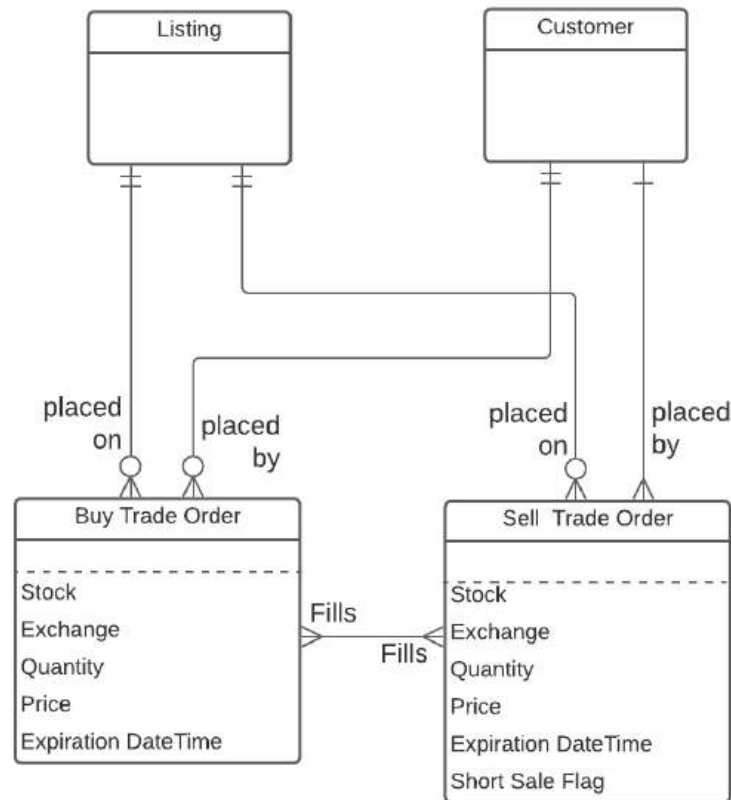 Listing
Customer
placed
on
placed
by
placed
on
placed
by
Buy Trade Order
Stock
Exchange
Quantity
Price
Expiration DateTime
Fills
Fills
Sell Trade Order
Stock
Exchange
Quantity
Price
Expiration DateTime
Short Sale Flag